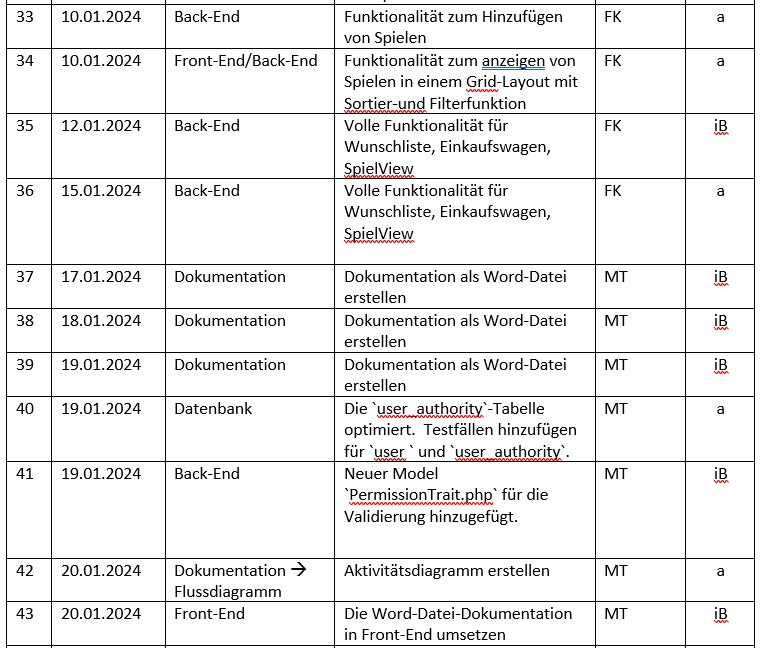 33 10.01.2024 Back-End Funktionalität zum Hinzufügen FK a
von Spielen
34 10.01.2024 Front-End/Back-End Funktionalität zum anzeigen von FK a
Spielen in einem Grid-Layout mit
Sortier-und Filterfunktion
35 12.01.2024 Back-End Volle Funktionalität für FK iB
Wunschliste, Einkaufswagen,
SpielView
36 15.01.2024 Back-End Volle Funktionalität für FK a
Wunschliste, Einkaufswagen,
SpielView
37 17.01.2024 Dokumentation Dokumentation als Word-Datei MT iB
erstellen
38 18.01.2024 Dokumentation Dokumentation als Word-Datei MT iB
erstellen
39 19.01.2024 Dokumentation Dokumentation als Word-Datei MT iB
erstellen
40 19.01.2024 Datenbank Die `user_authority`-Tabelle MT a
optimiert.  Testfällen hinzufügen
für `user ` und `user_authority`.
41 19.01.2024 Back-End Neuer Model MT iB
`PermissionTrait.php` für die
Validierung hinzugefügt.
42 20.01.2024 Dokumentation → Aktivitätsdiagramm erstellen MT a
Flussdiagramm
43 20.01.2024 Front-End Die Word-Datei-Dokumentation MT iB
in Front-End umsetzen